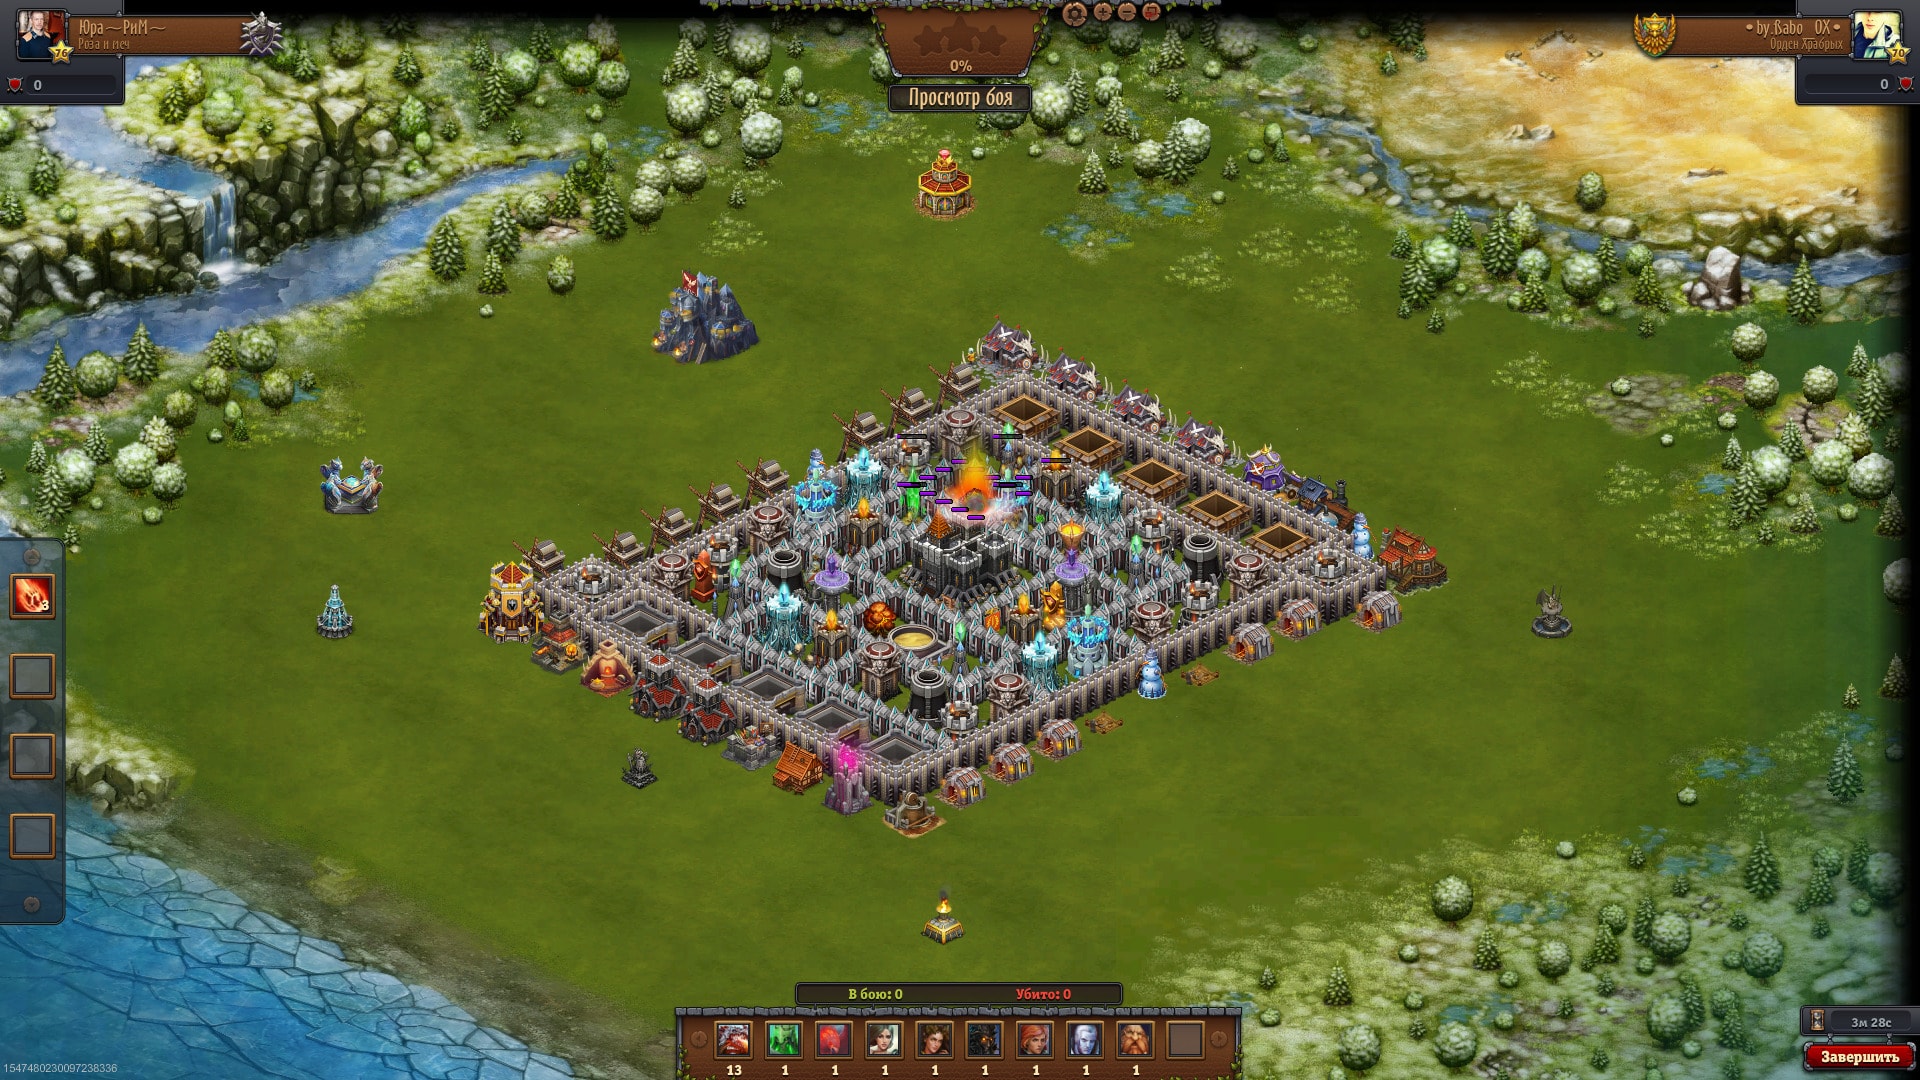 Юра～РиМ～
Роза и меч
76
0
0%
Просмотр боя
• by.Babo_OX •
Орден Храбрых
70
0
3
В бою: 0
Убито: 0
13 1 1 1 1 1 1 1 1
3м 28с
Завершить
1547480230097238336